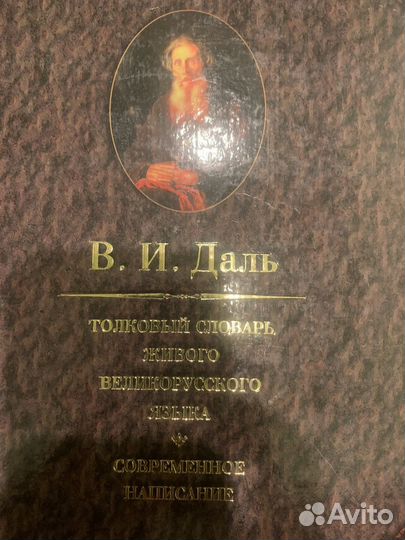 В. И. Даль
ТОЛКОВЫЙ СЛОВАРЬ
ЖИВОГО
ВЕЛИКОРУССКОГО
ЯЗЫКА
СОВРЕМЕННОЕ
НАПИСАНИЕ
Avito